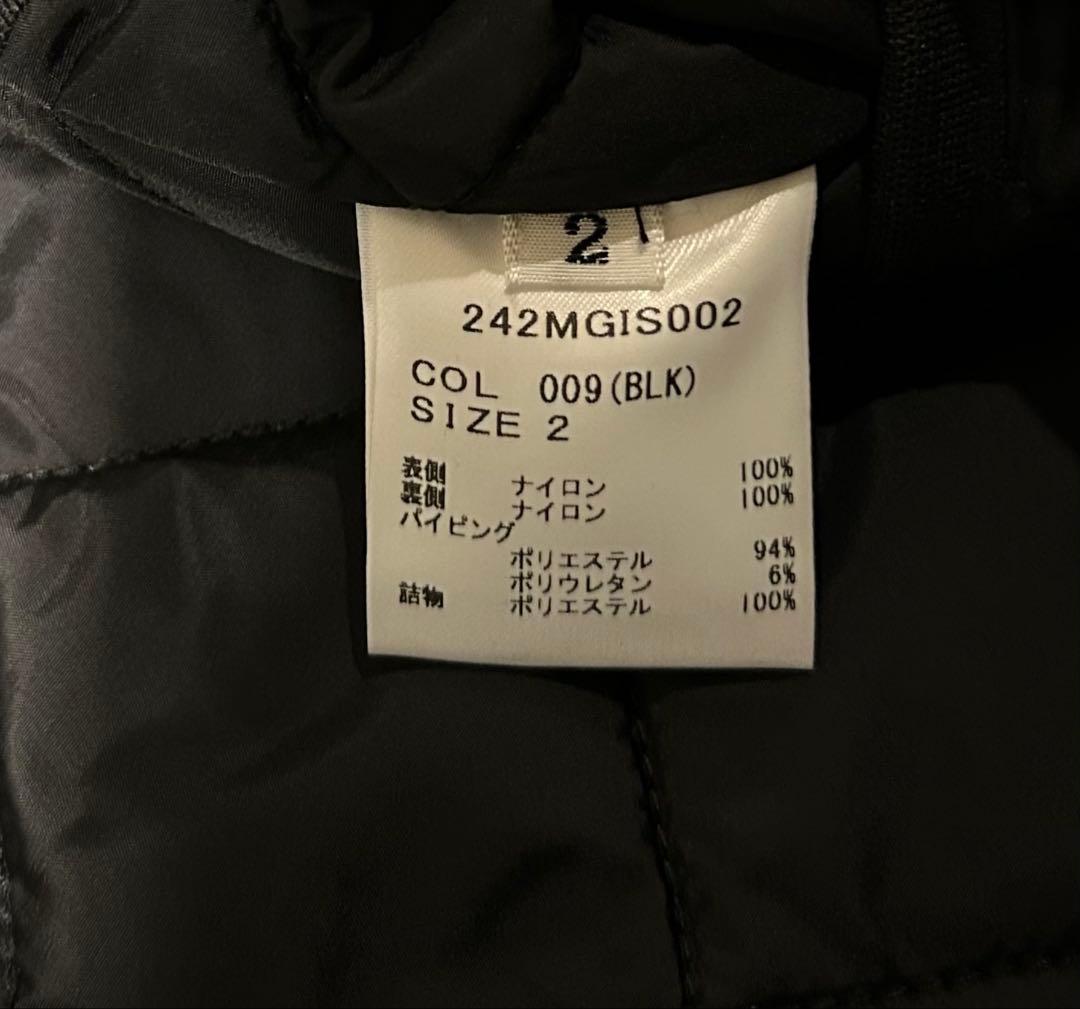 2
242MGIS002
COL 009(BLK)
SIZE 2
表側 ナイロン 100%
裏側 ナイロン 100%
パイピング
ポリエステル 94%
ポリウレタン 6%
詰物 ポリエステル 100%